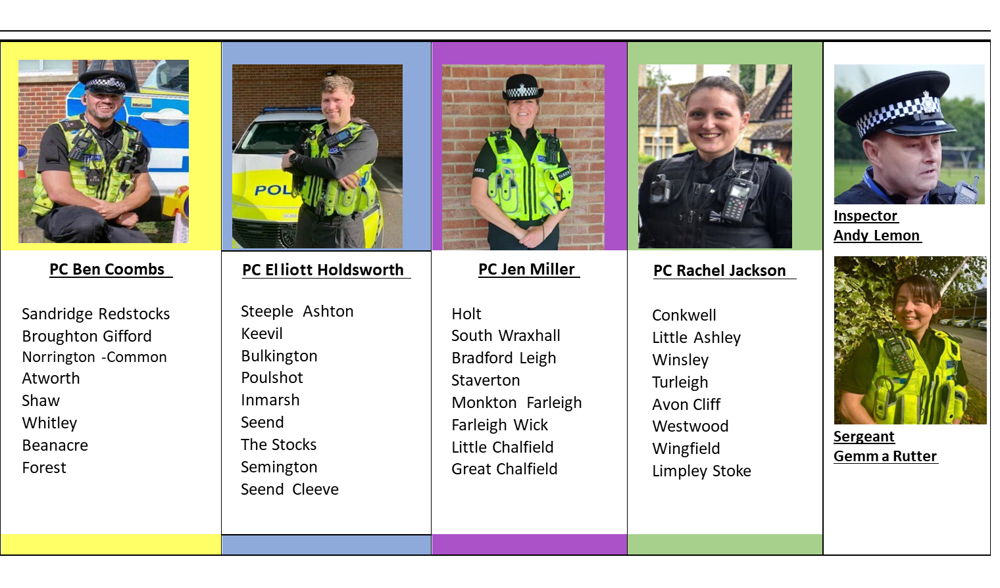 PC Ben Coombs
Sandridge Redstocks
Broughton Gifford
Norrington -Common
Atworth
Shaw
Whitley
Beanacre
Forest
POL
308
PC Elliott Holdsworth
Steeple Ashton
Keevil
Bulkington
Poulshot
Inmarsh
Seend
The Stocks
Semington
Seend Cleeve
TASER
PC Jen Miller
Holt
South Wraxhall
Bradford Leigh
Staverton
Monkton Farleigh
Farleigh Wick
Little Chalfield
Great Chalfield
PC Rachel Jackson
Conkwell
Little Ashley
Winsley
Turleigh
Avon Cliff
Westwood
Wingfield
Limpley Stoke
Inspector
Andy Lemon
Sergeant
Gemma Rutter